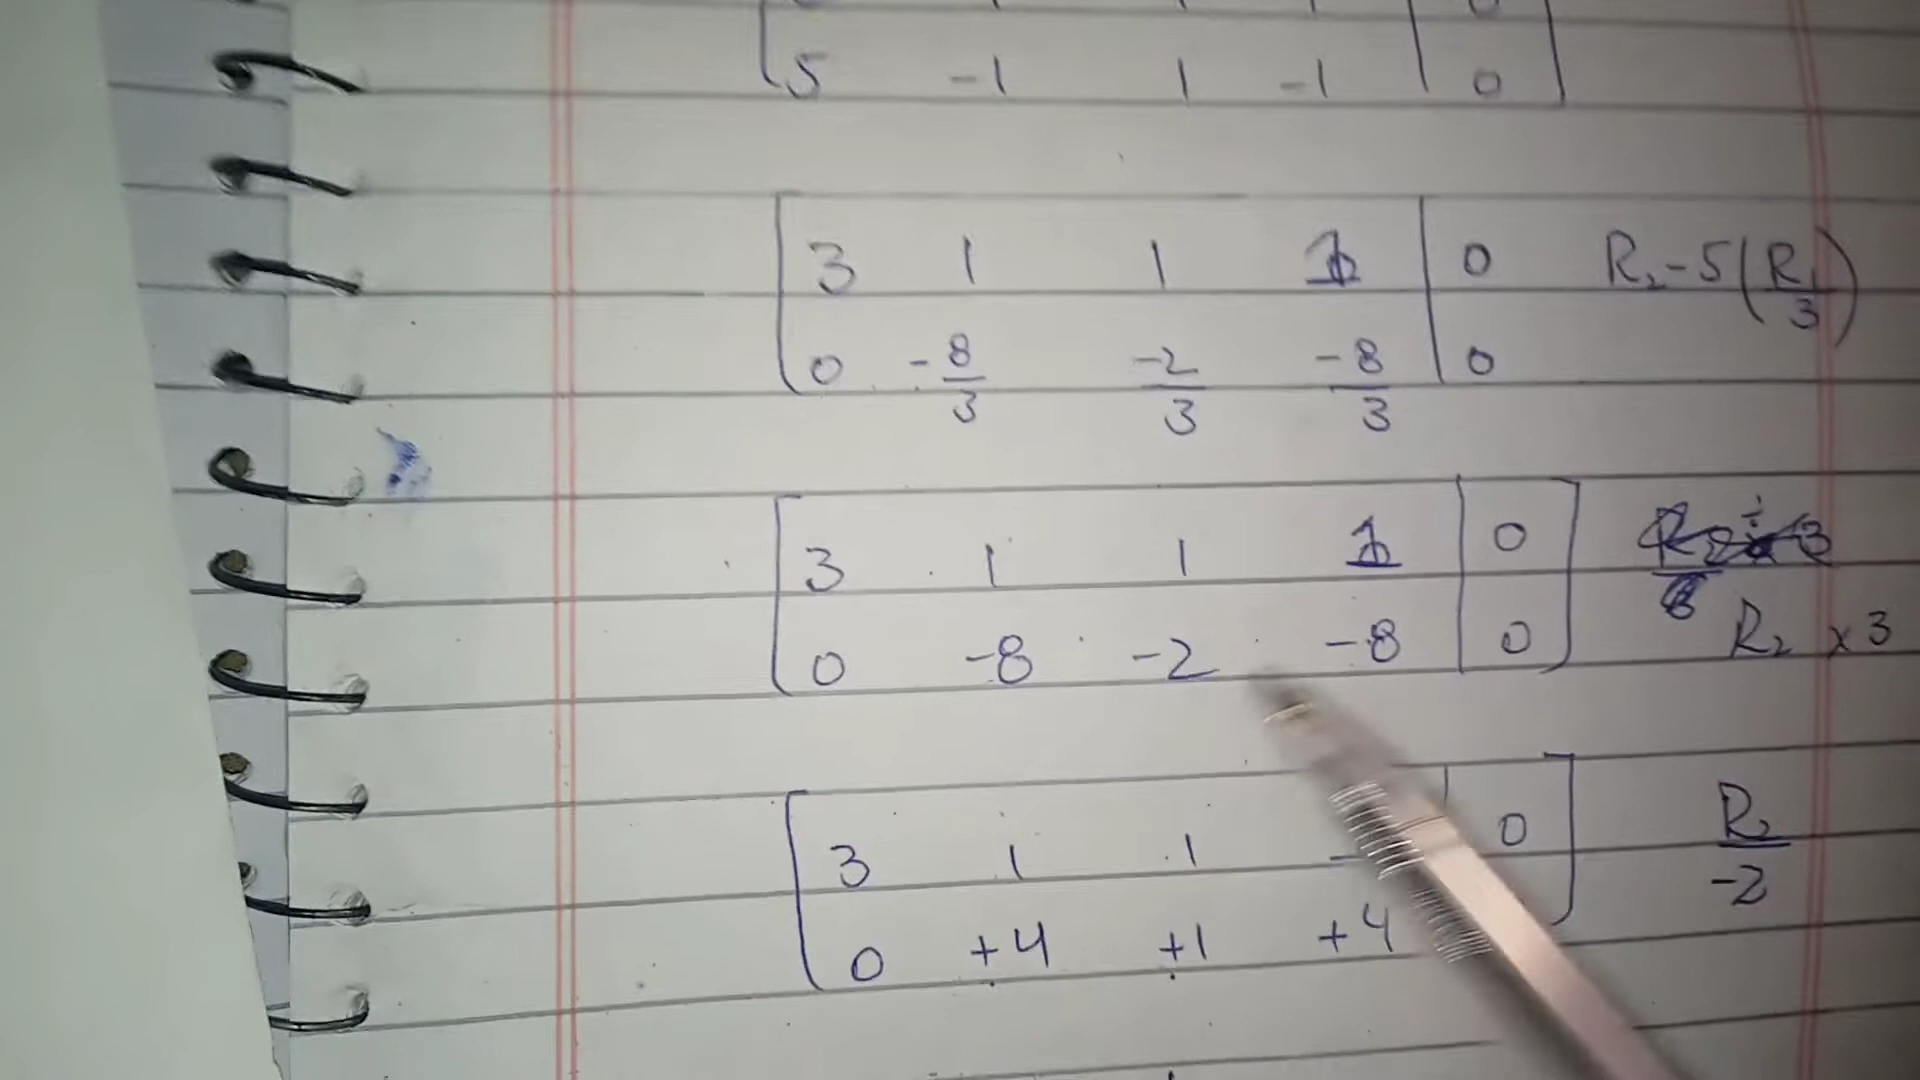 5 -1 1 -1 0
3 1 1 1 0 R₂-5(R₁/3)
0 -8/3 -2/3 -8/3 0
3 1 1 1 0
0 -8 -2 -8 0 R₂ x 3
3 1 1 0 R₂/-2
0 +4 +1 +4